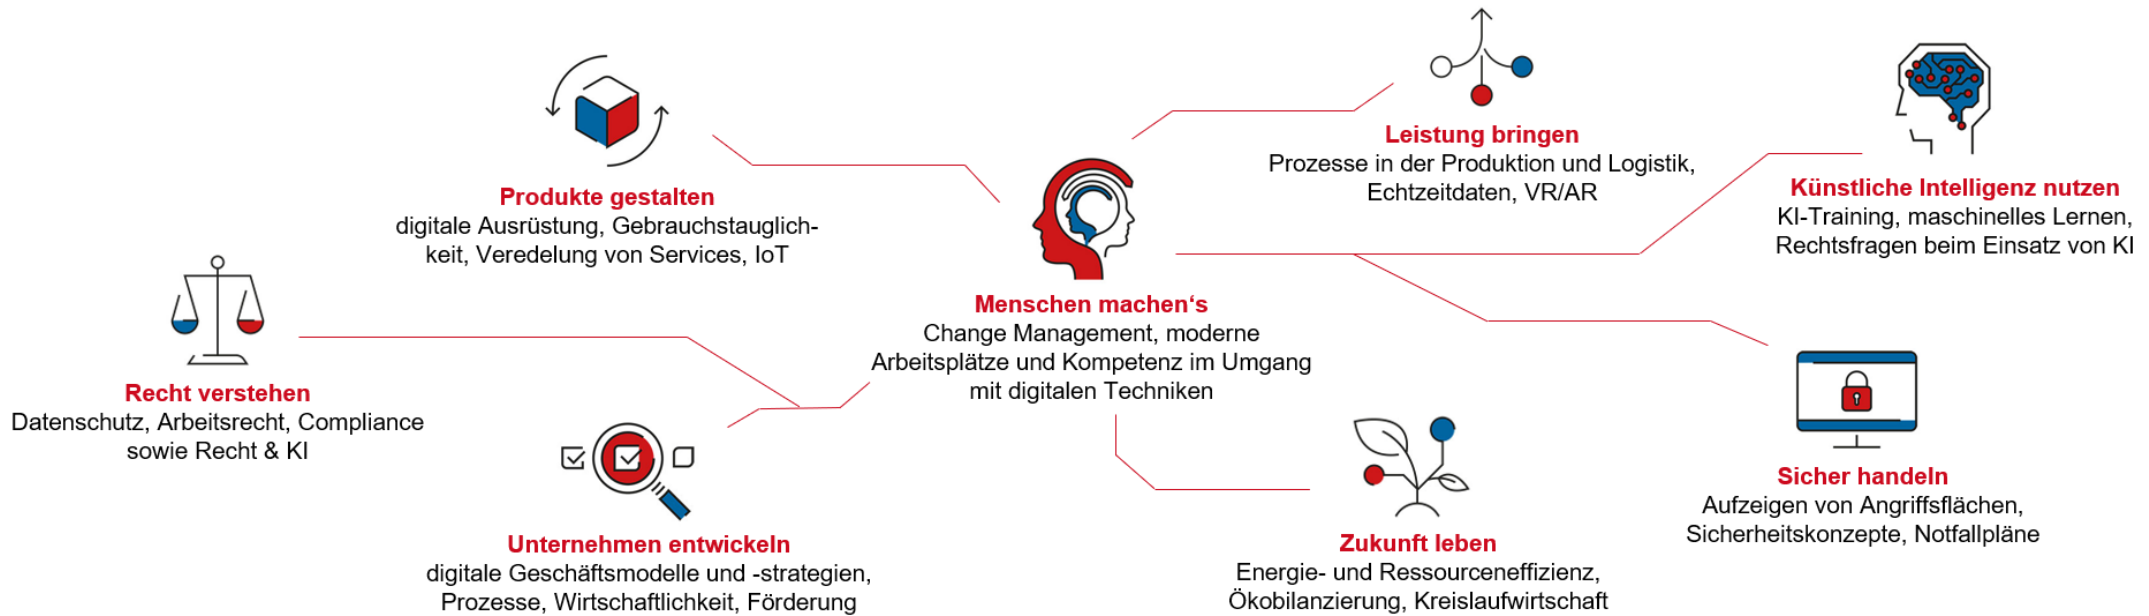 Produkte gestalten
digitale Ausrüstung, Gebrauchstauglich-
keit, Veredelung von Services, IoT
Leistung bringen
Prozesse in der Produktion und Logistik,
Echtzeitdaten, VR/AR
Künstliche Intelligenz nutzen
KI-Training, maschinelles Lernen,
Rechtsfragen beim Einsatz von KI
Menschen machen‘s
Change Management, moderne
Arbeitsplätze und Kompetenz im Umgang
mit digitalen Techniken
Recht verstehen
Datenschutz, Arbeitsrecht, Compliance
sowie Recht & KI
Unternehmen entwickeln
digitale Geschäftsmodelle und -strategien,
Prozesse, Wirtschaftlichkeit, Förderung
Zukunft leben
Energie- und Ressourceneffizienz,
Ökobilanzierung, Kreislaufwirtschaft
Sicher handeln
Aufzeigen von Angriffsflächen,
Sicherheitskonzepte, Notfallpläne